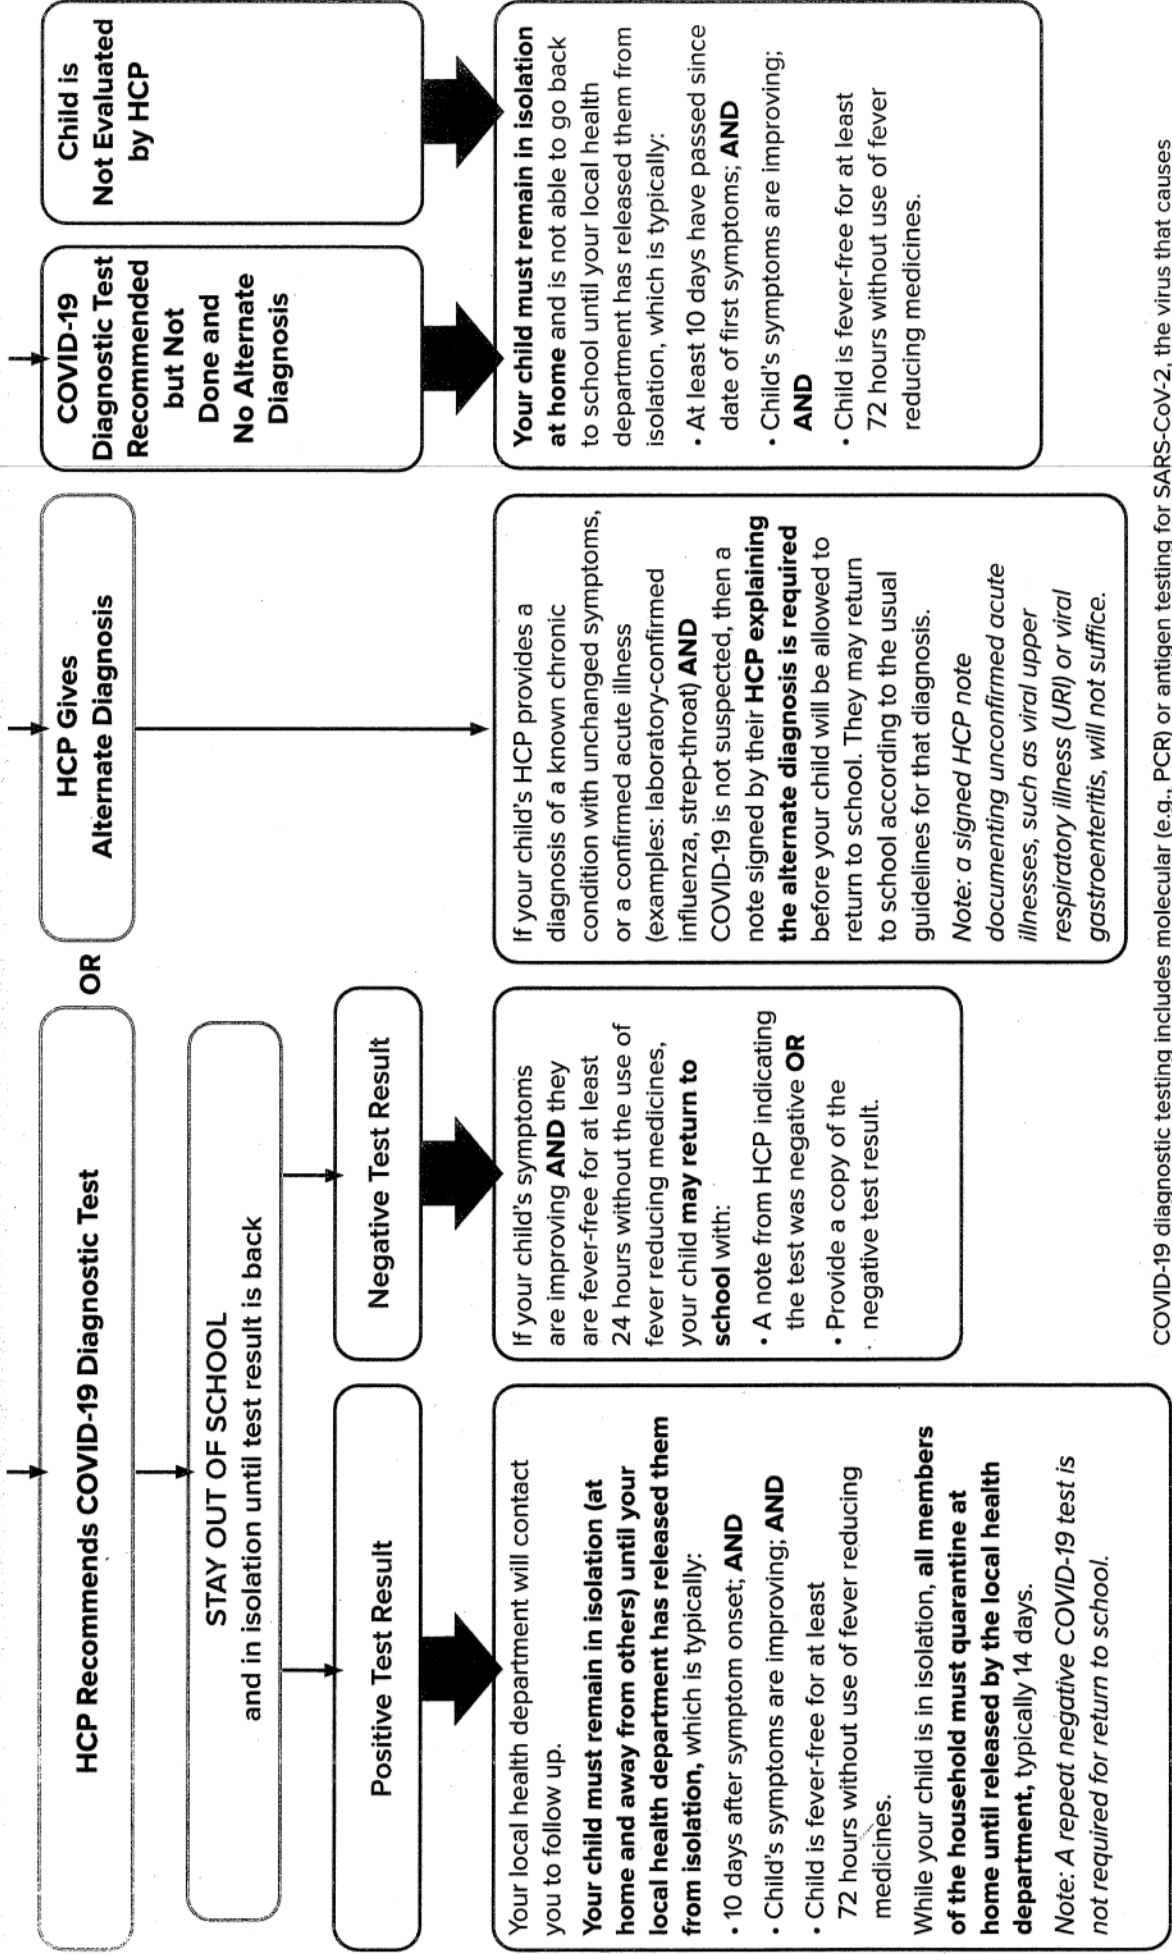 HCP Recommends COVID-19 Diagnostic Test
OR
HCP Gives
Alternate Diagnosis
COVID-19
Diagnostic Test
Recommended
but Not
Done and
No Alternate
Diagnosis
Child is
Not Evaluated
by HCP
STAY OUT OF SCHOOL
and in isolation until test result is back
Positive Test Result
Negative Test Result
Your local health department will contact
you to follow up.
Your child must remain in isolation (at
home and away from others) until your
local health department has released them
from isolation, which is typically:
• 10 days after symptom onset; AND
• Child's symptoms are improving; AND
• Child is fever-free for at least
72 hours without use of fever reducing
medicines.
While your child is in isolation, all members
of the household must quarantine at
home until released by the local health
department, typically 14 days.
Note: A repeat negative COVID-19 test is
not required for return to school.
If your child's symptoms
are improving AND they
are fever-free for at least
24 hours without the use of
fever reducing medicines,
your child may return to
school with:
• A note from HCP indicating
the test was negative OR
• Provide a copy of the
negative test result.
If your child's HCP provides a
diagnosis of a known chronic
condition with unchanged symptoms,
or a confirmed acute illness
(examples: laboratory-confirmed
influenza, strep-throat) AND
COVID-19 is not suspected, then a
note signed by their HCP explaining
the alternate diagnosis is required
before your child will be allowed to
return to school. They may return
to school according to the usual
guidelines for that diagnosis.
Note: a signed HCP note
documenting unconfirmed acute
illnesses, such as viral upper
respiratory illness (URI) or viral
gastroenteritis, will not suffice.
Your child must remain in isolation
at home and is not able to go back
to school until your local health
department has released them from
isolation, which is typically:
• At least 10 days have passed since
date of first symptoms; AND
• Child's symptoms are improving;
AND
• Child is fever-free for at least
72 hours without use of fever
reducing medicines.
COVID-19 diagnostic testing includes molecular (e.g., PCR) or antigen testing for SARS-CoV-2, the virus that causes